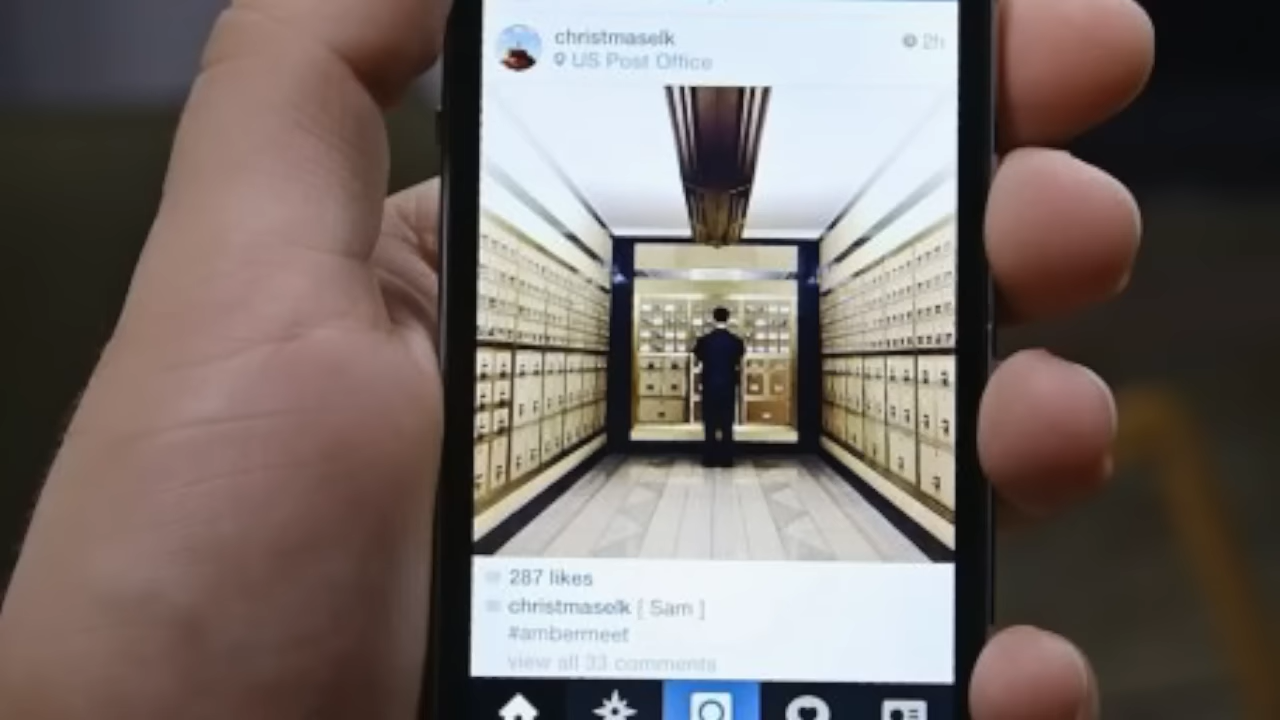 christmaselk
2h
US Post Office
287 likes
christmaselk [ Sam ]
#ambermeet
view all 33 comments